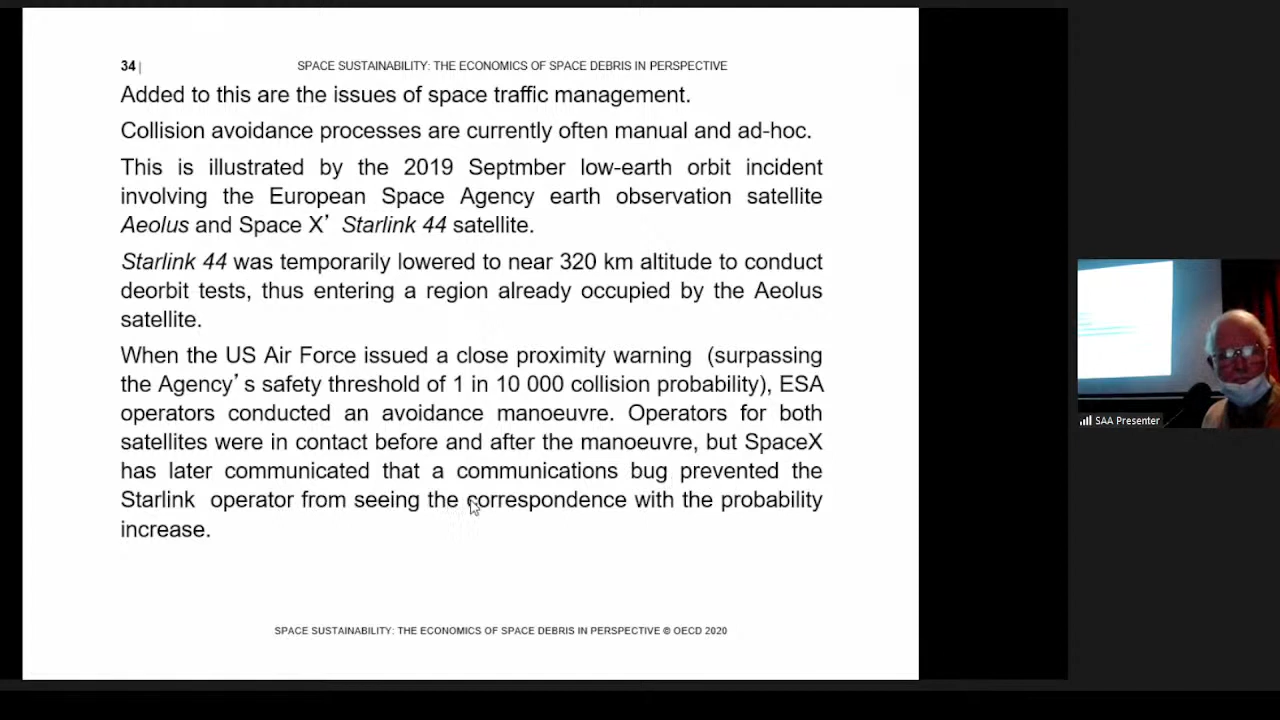 34 | SPACE SUSTAINABILITY: THE ECONOMICS OF SPACE DEBRIS IN PERSPECTIVE
Added to this are the issues of space traffic management.
Collision avoidance processes are currently often manual and ad-hoc.
This is illustrated by the 2019 Septmber low-earth orbit incident
involving the European Space Agency earth observation satellite
Aeolus and Space X’ Starlink 44 satellite.
Starlink 44 was temporarily lowered to near 320 km altitude to conduct
deorbit tests, thus entering a region already occupied by the Aeolus
satellite.
When the US Air Force issued a close proximity warning (surpassing
the Agency’s safety threshold of 1 in 10 000 collision probability), ESA
operators conducted an avoidance manoeuvre. Operators for both
satellites were in contact before and after the manoeuvre, but SpaceX
has later communicated that a communications bug prevented the
Starlink operator from seeing the correspondence with the probability
increase.
SPACE SUSTAINABILITY: THE ECONOMICS OF SPACE DEBRIS IN PERSPECTIVE © OECD 2020
SAA Presenter